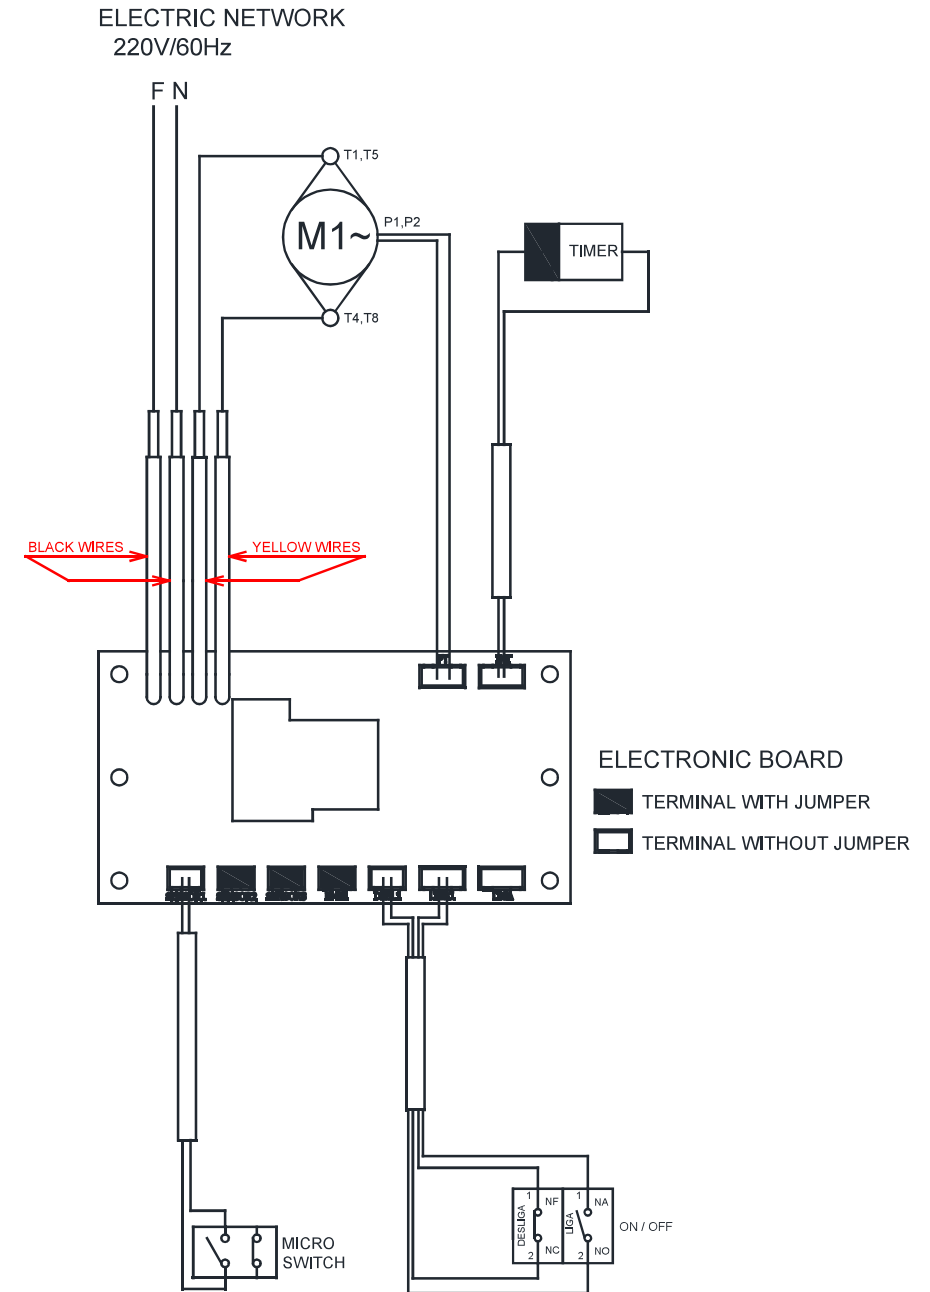 ELECTRIC NETWORK
220V/60Hz
F N
T1,T5
M1~
P1,P2
TIMER
T4,T8
BLACK WIRES
YELLOW WIRES
ELECTRONIC BOARD
TERMINAL WITH JUMPER
TERMINAL WITHOUT JUMPER
MICRO
SWITCH
DESLIGA
1
NF
2
NC
LIGA
1
NA
2
NO
ON / OFF